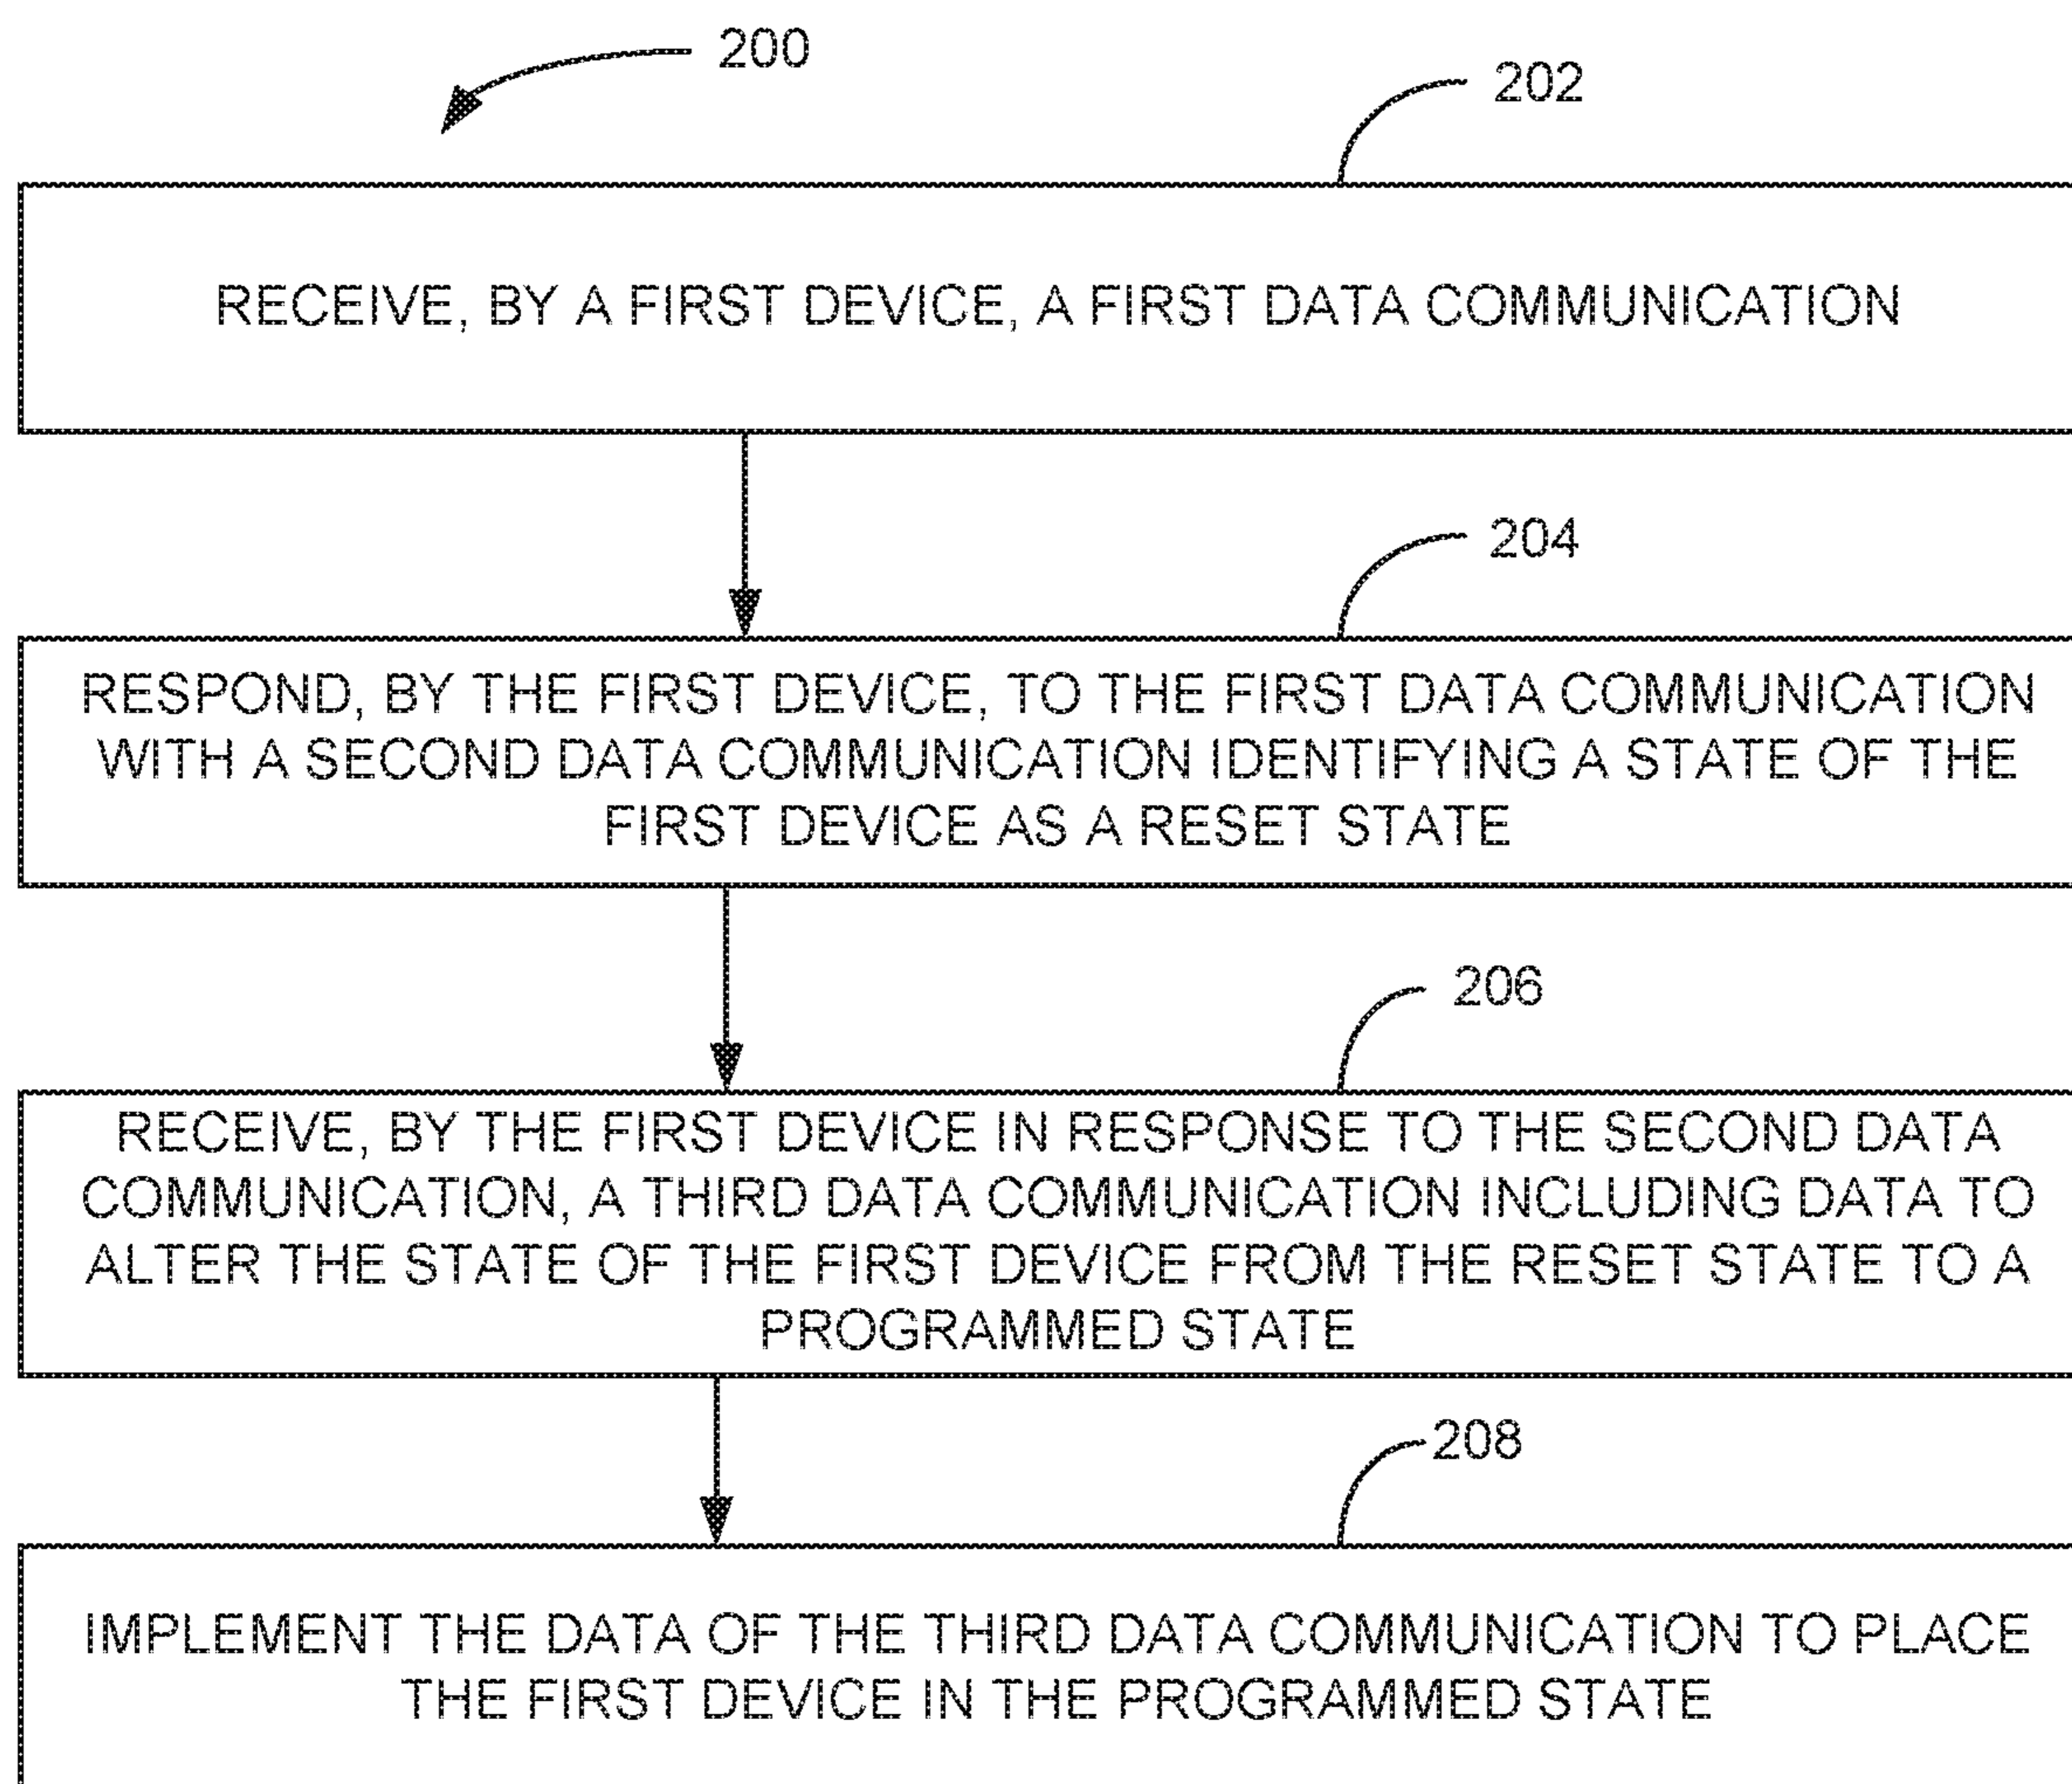 200
202
RECEIVE, BY A FIRST DEVICE, A FIRST DATA COMMUNICATION
204
RESPOND, BY THE FIRST DEVICE, TO THE FIRST DATA COMMUNICATION
WITH A SECOND DATA COMMUNICATION IDENTIFYING A STATE OF THE
FIRST DEVICE AS A RESET STATE
206
RECEIVE, BY THE FIRST DEVICE IN RESPONSE TO THE SECOND DATA
COMMUNICATION, A THIRD DATA COMMUNICATION INCLUDING DATA TO
ALTER THE STATE OF THE FIRST DEVICE FROM THE RESET STATE TO A
PROGRAMMED STATE
208
IMPLEMENT THE DATA OF THE THIRD DATA COMMUNICATION TO PLACE
THE FIRST DEVICE IN THE PROGRAMMED STATE